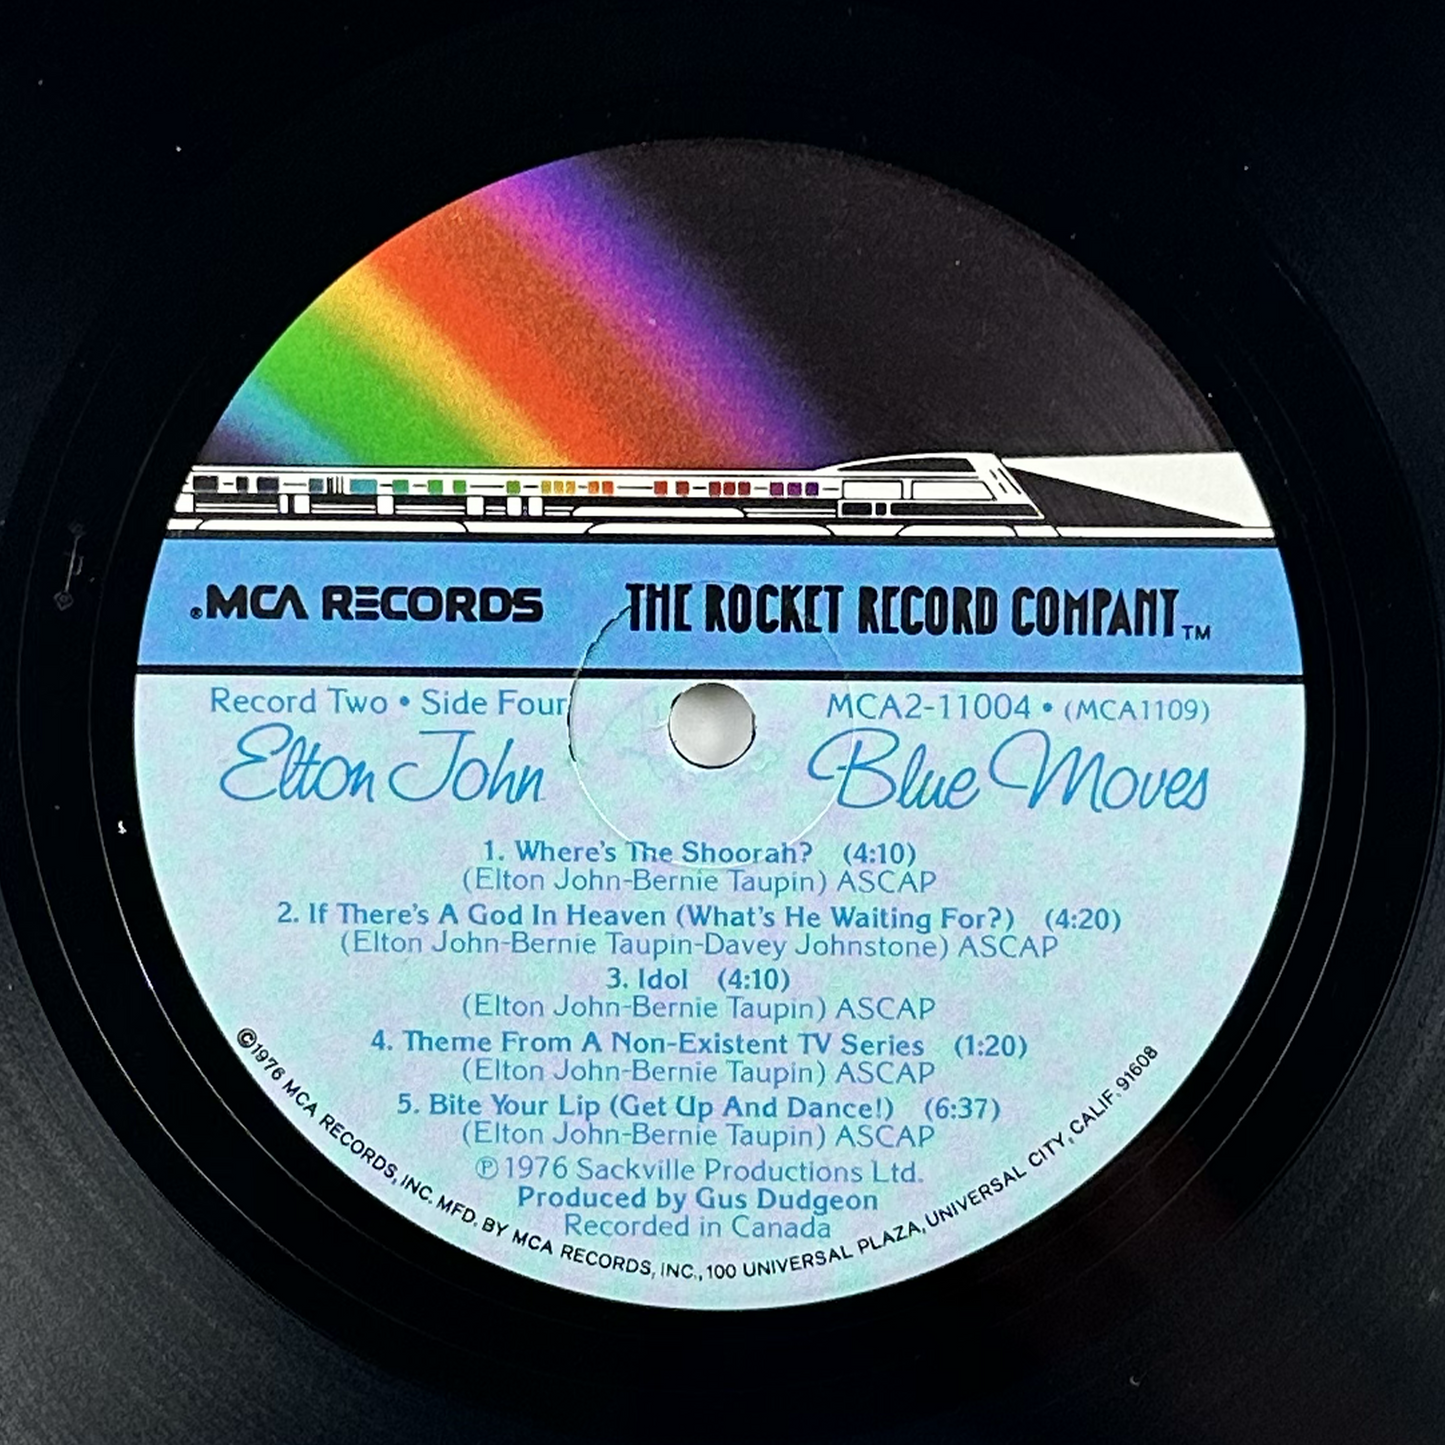 ®MCA RECORDS THE ROCKET RECORD COMPANY TM
Record Two • Side Four MCA2-11004 • (MCA1109)
Elton John Blue Moves
1. Where's The Shoorah? (4:10)
(Elton John-Bernie Taupin) ASCAP
2. If There's A God In Heaven (What's He Waiting For?) (4:20)
(Elton John-Bernie Taupin-Davey Johnstone) ASCAP
3. Idol (4:10)
(Elton John-Bernie Taupin) ASCAP
4. Theme From A Non-Existent TV Series (1:20)
(Elton John-Bernie Taupin) ASCAP
5. Bite Your Lip (Get Up And Dance!) (6:37)
(Elton John-Bernie Taupin) ASCAP
℗1976 Sackville Productions Ltd.
Produced by Gus Dudgeon
Recorded in Canada
©1976 MCA RECORDS, INC. MFD. BY MCA RECORDS, INC., 100 UNIVERSAL PLAZA, UNIVERSAL CITY, CALIF. 91608